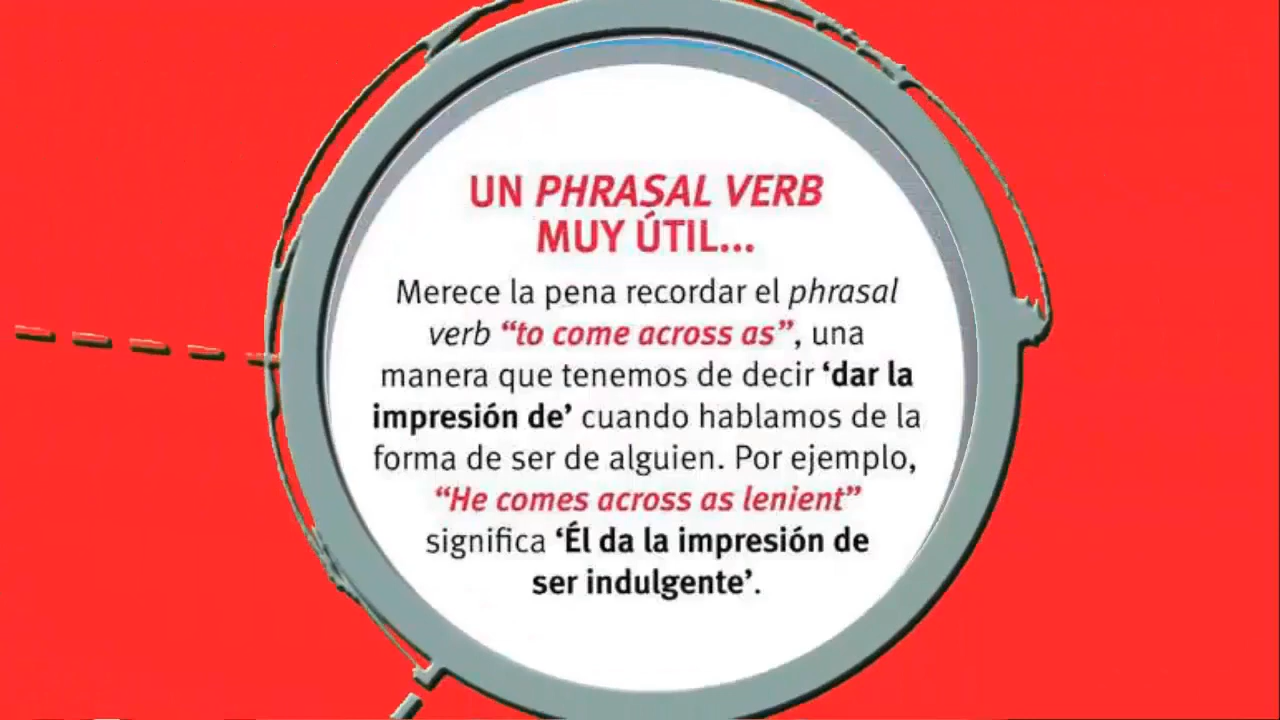 UN PHRASAL VERB
MUY ÚTIL...
Merece la pena recordar el phrasal
verb “to come across as”, una
manera que tenemos de decir ‘dar la
impresión de’ cuando hablamos de la
forma de ser de alguien. Por ejemplo,
“He comes across as lenient”
significa ‘Él da la impresión de
ser indulgente’.